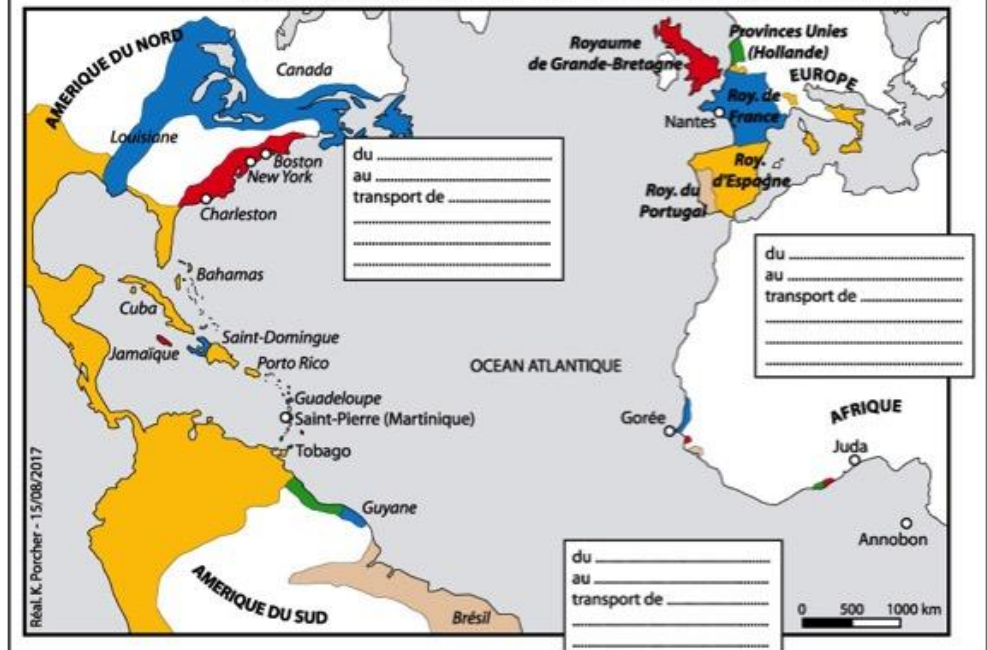 AMERIQUE DU NORD
Canada
Louisiane
Boston
New York
Charleston
Royaume
de Grande-Bretagne
Provinces Unies
(Hollande)
EUROPE
Roy. de
France
Nantes
Roy.
d'Espagne
Roy. du
Portugal
du ...........................................
au ...........................................
transport de .........................
...............................................
...............................................
...............................................
du ...........................................
au ...........................................
transport de .........................
...............................................
...............................................
...............................................
Bahamas
Cuba
Saint-Domingue
Jamaïque
Porto Rico
OCEAN ATLANTIQUE
Guadeloupe
Saint-Pierre (Martinique)
Tobago
Gorée
AFRIQUE
Juda
Guyane
Annobon
AMERIQUE DU SUD
Brésil
du ...........................................
au ...........................................
transport de .........................
...............................................
...............................................
0 500 1000 km
Réal. K. Porcher - 15/08/2017